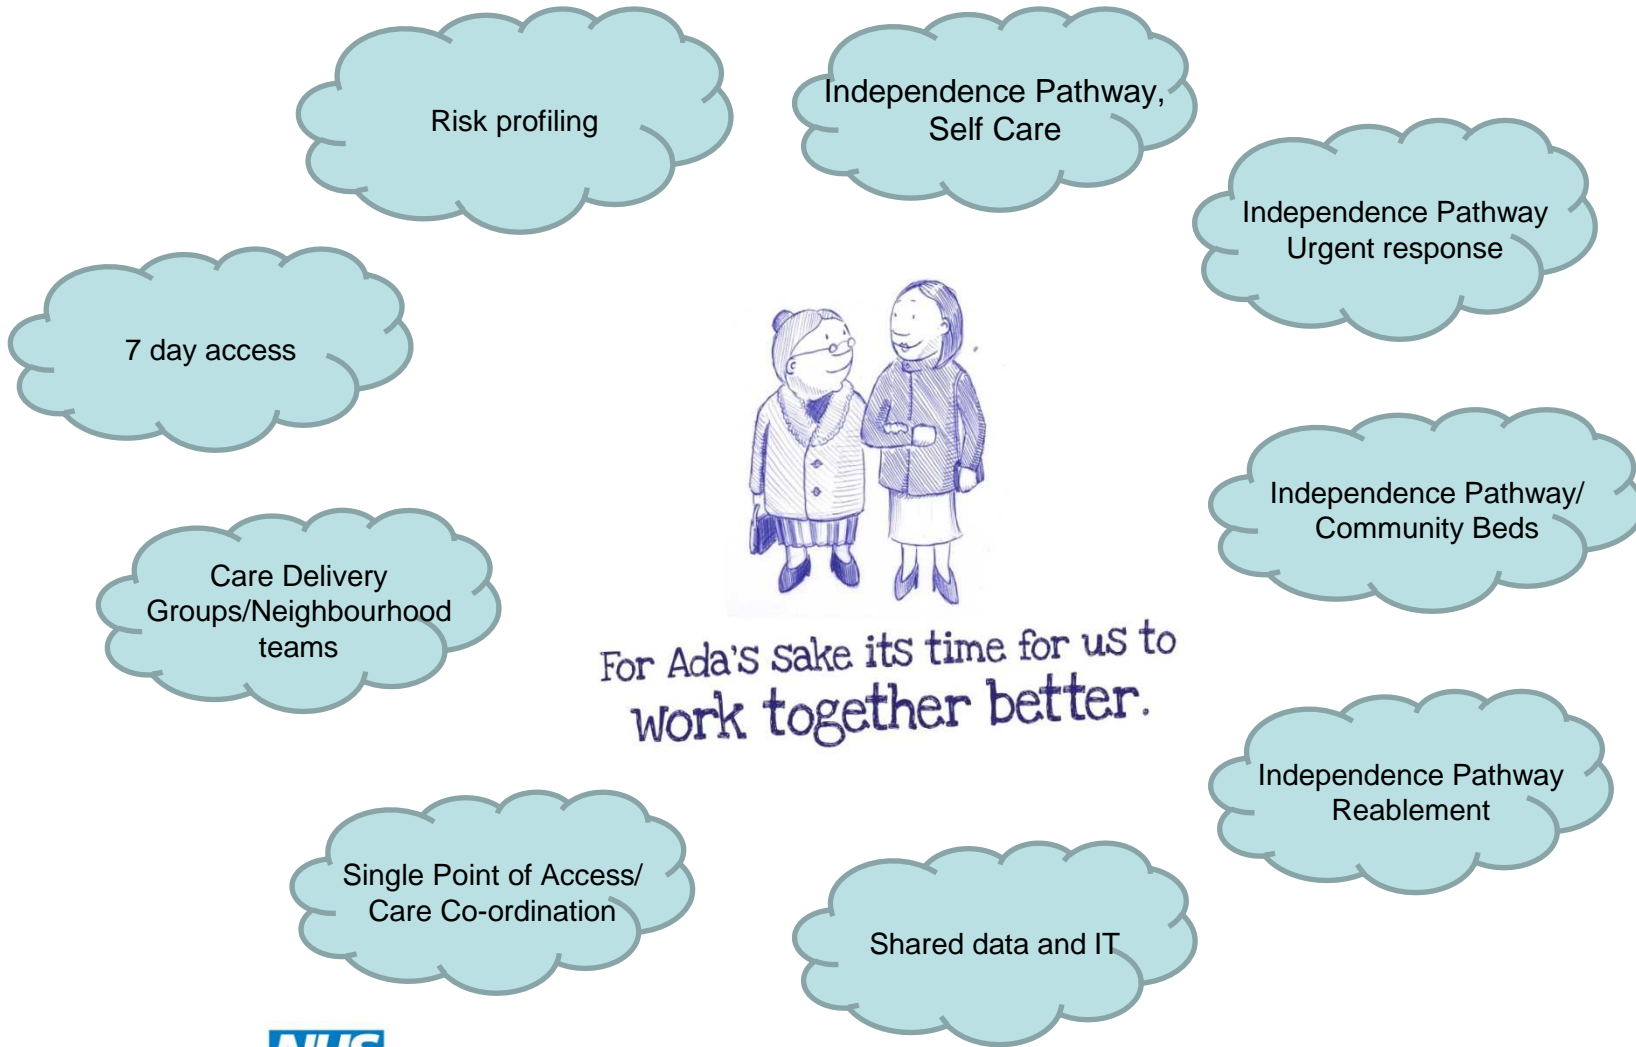 Risk profiling
Independence Pathway,
Self Care
Independence Pathway
Urgent response
7 day access
Independence Pathway/
Community Beds
Care Delivery
Groups/Neighbourhood
teams
For Ada's sake its time for us to
work together better.
Independence Pathway
Reablement
Single Point of Access/
Care Co-ordination
Shared data and IT
NHS